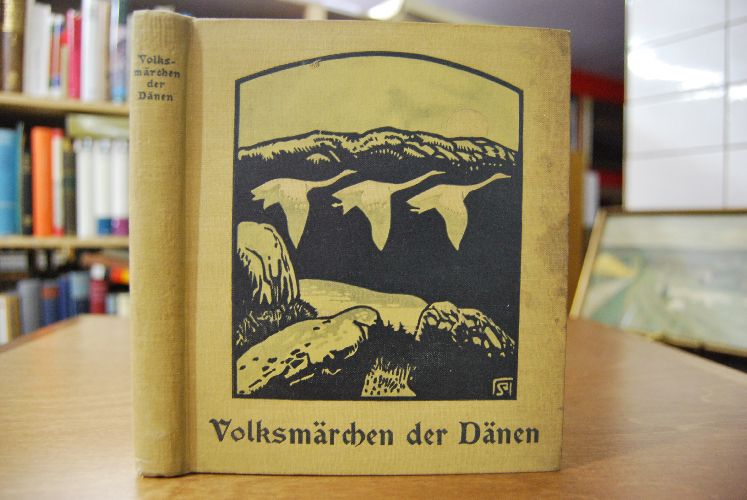 Volks-
märchen
der
Dänen
Volksmärchen der Dänen